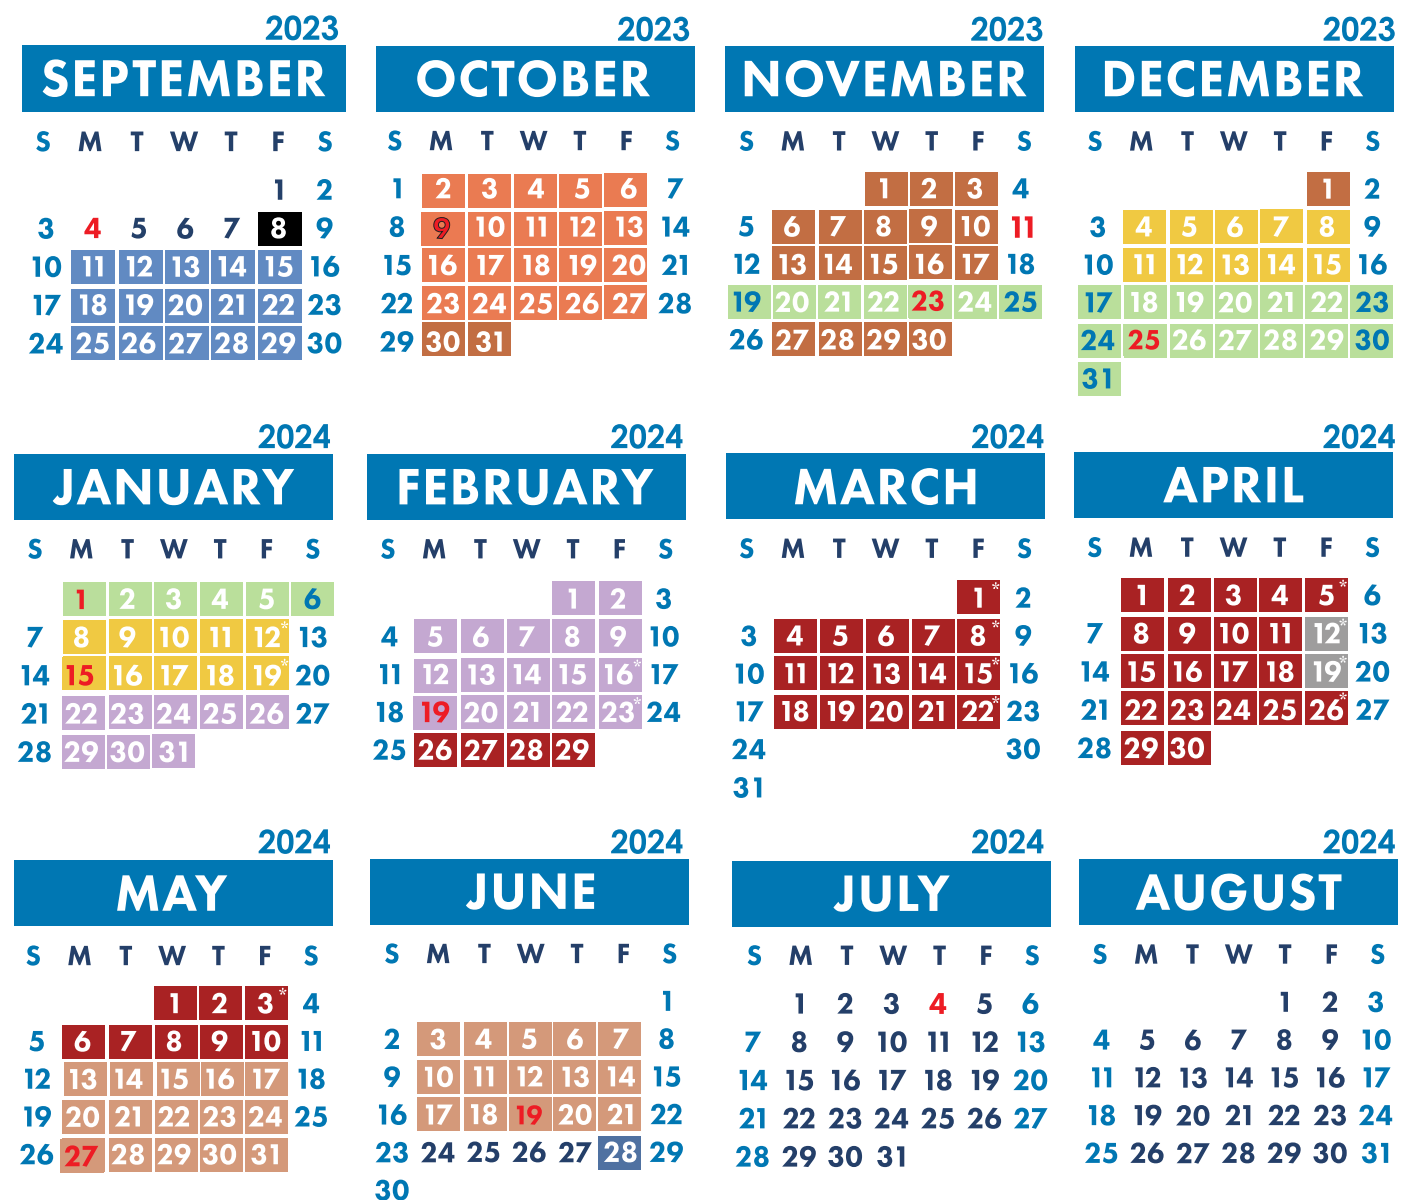 2023 2023 2023 2023
SEPTEMBER OCTOBER NOVEMBER DECEMBER
S M T W T F S S M T W T F S S M T W T F S S M T W T F S
1 2 1 2 3 4 5 6 7 1 2 3 4 1 2
3 4 5 6 7 8 9 8 9 10 11 12 13 14 5 6 7 8 9 10 11 3 4 5 6 7 8 9
10 11 12 13 14 15 16 15 16 17 18 19 20 21 12 13 14 15 16 17 18 10 11 12 13 14 15 16
17 18 19 20 21 22 23 22 23 24 25 26 27 28 19 20 21 22 23 24 25 17 18 19 20 21 22 23
24 25 26 27 28 29 30 29 30 31 26 27 28 29 30 24 25 26 27 28 29 30
31
2024 2024 2024 2024
JANUARY FEBRUARY MARCH APRIL
S M T W T F S S M T W T F S S M T W T F S S M T W T F S
1 2 3 4 5 6 1 2 3 1* 2 1 2 3 4 5* 6
7 8 9 10 11 12* 13 4 5 6 7 8 9 10 3 4 5 6 7 8* 9 7 8 9 10 11 12* 13
14 15 16 17 18 19* 20 11 12 13 14 15 16* 17 10 11 12 13 14 15* 16 14 15 16 17 18 19* 20
21 22 23 24 25 26 27 18 19 20 21 22 23* 24 17 18 19 20 21 22* 23 21 22 23 24 25 26* 27
28 29 30 31 25 26 27 28 29 24 30 28 29 30
31
2024 2024 2024 2024
MAY JUNE JULY AUGUST
S M T W T F S S M T W T F S S M T W T F S S M T W T F S
1 2 3* 4 1 1 2 3 4 5 6 1 2 3
5 6 7 8 9 10 11 2 3 4 5 6 7 8 7 8 9 10 11 12 13 4 5 6 7 8 9 10
12 13 14 15 16 17 18 9 10 11 12 13 14 15 14 15 16 17 18 19 20 11 12 13 14 15 16 17
19 20 21 22 23 24 25 16 17 18 19 20 21 22 21 22 23 24 25 26 27 18 19 20 21 22 23 24
26 27 28 29 30 31 23 24 25 26 27 28 29 28 29 30 31 25 26 27 28 29 30 31
30